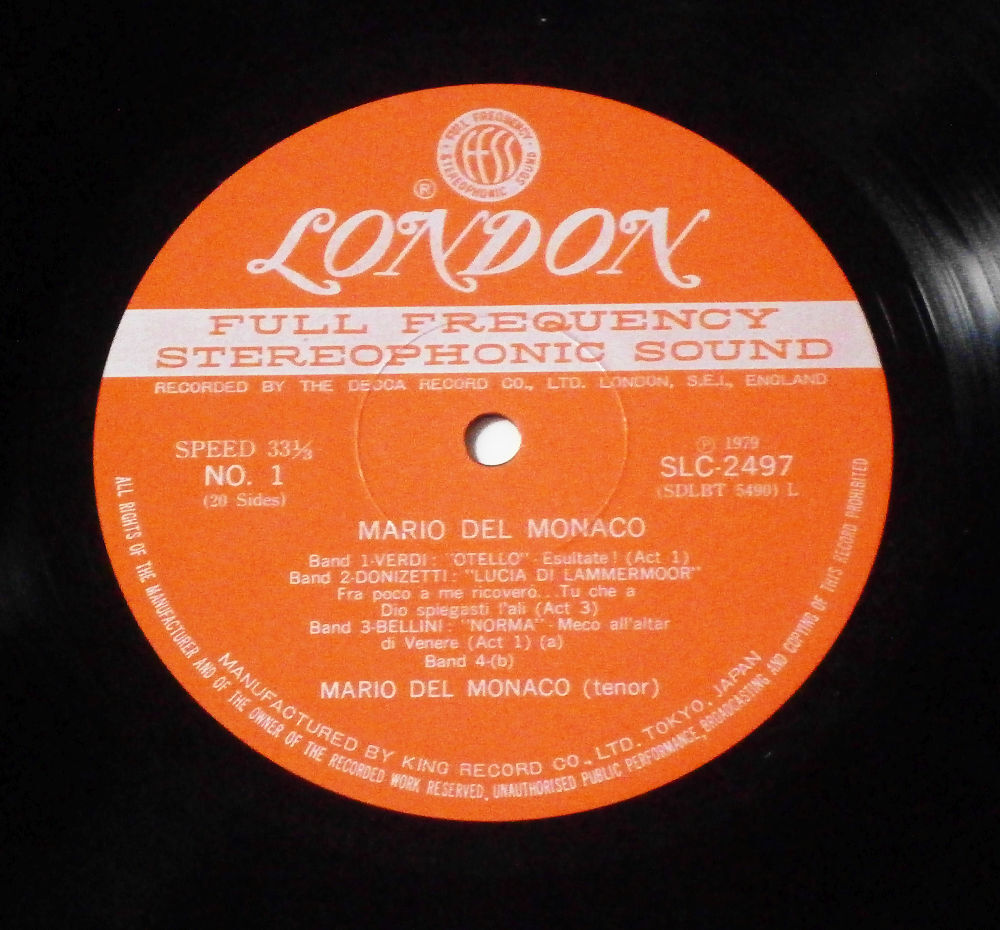 FULL FREQUENCY
ffss
STEREOPHONIC SOUND
®
LONDON
FULL FREQUENCY
STEREOPHONIC SOUND
RECORDED BY THE DECCA RECORD CO., LTD. LONDON, S.E.I., ENGLAND
SPEED 33⅓
NO. 1
(20 Sides)
Ⓟ 1979
SLC-2497
(SDLBT 5490) L
MARIO DEL MONACO
Band 1-VERDI : "OTELLO" - Esultate! (Act 1)
Band 2-DONIZETTI : "LUCIA DI LAMMERMOOR"
Fra poco a me ricovero...Tu che a
Dio spiegasti l'ali (Act 3)
Band 3-BELLINI : "NORMA" - Meco all'altar
di Venere (Act 1) (a)
Band 4-(b)
MARIO DEL MONACO (tenor)
MANUFACTURED BY KING RECORD CO., LTD. TOKYO, JAPAN
ALL RIGHTS OF THE MANUFACTURER AND OF THE OWNER OF THE RECORDED WORK RESERVED, UNAUTHORISED PUBLIC PERFORMANCE, BROADCASTING AND COPYING OF THIS RECORD PROHIBITED